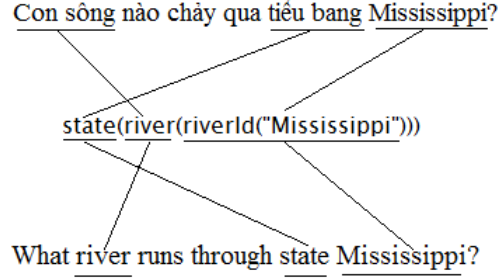 Con sông nào chảy qua tiểu bang Mississippi?
state(river(riverId("Mississippi")))
What river runs through state Mississippi?